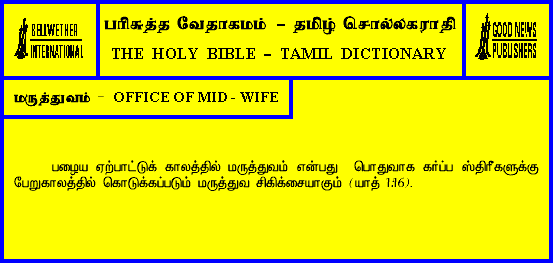 BELLWETHER
INTERNATIONAL
பரிசுத்த வேதாகமம் - தமிழ் சொல்லகராதி
THE HOLY BIBLE - TAMIL DICTIONARY
GOOD NEWS
PUBLISHERS
மருத்துவம் - OFFICE OF MID - WIFE
பழைய ஏற்பாட்டுக் காலத்தில் மருத்துவம் என்பது பொதுவாக கர்ப்ப ஸ்திரீகளுக்கு
பேறுகாலத்தில் கொடுக்கப்படும் மருத்துவ சிகிச்சையாகும் (யாத் 1:16).